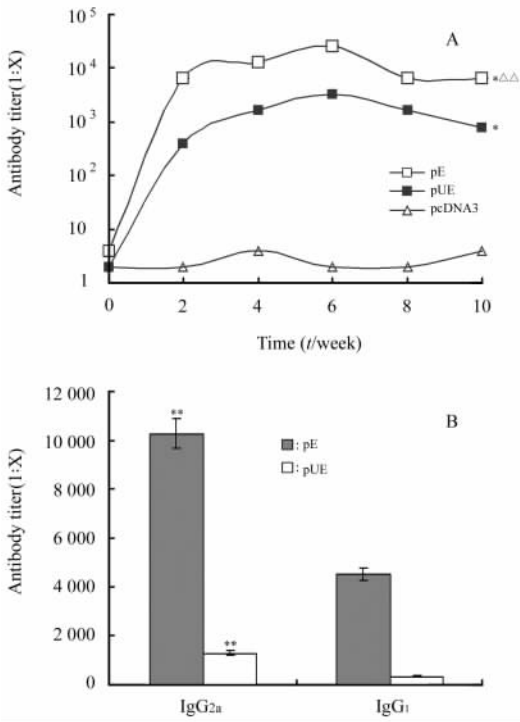 A
Antibody titer(1:X)
10⁵
10⁴
10³
10²
10
1
*△△
*
pE
pUE
pcDNA3
0 2 4 6 8 10
Time (t/week)
B
Antibody titer(1:X)
12 000
10 000
8 000
6 000
4 000
2 000
0
**
**
: pE
: pUE
IgG₂ₐ IgG₁